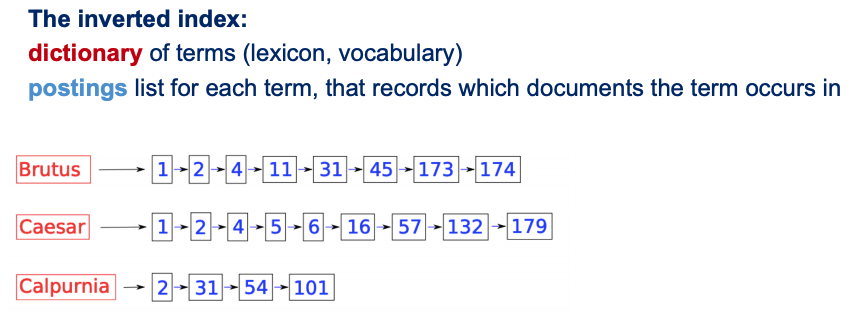 The inverted index:
dictionary of terms (lexicon, vocabulary)
postings list for each term, that records which documents the term occurs in
Brutus 1 2 4 11 31 45 173 174
Caesar 1 2 4 5 6 16 57 132 179
Calpurnia 2 31 54 101